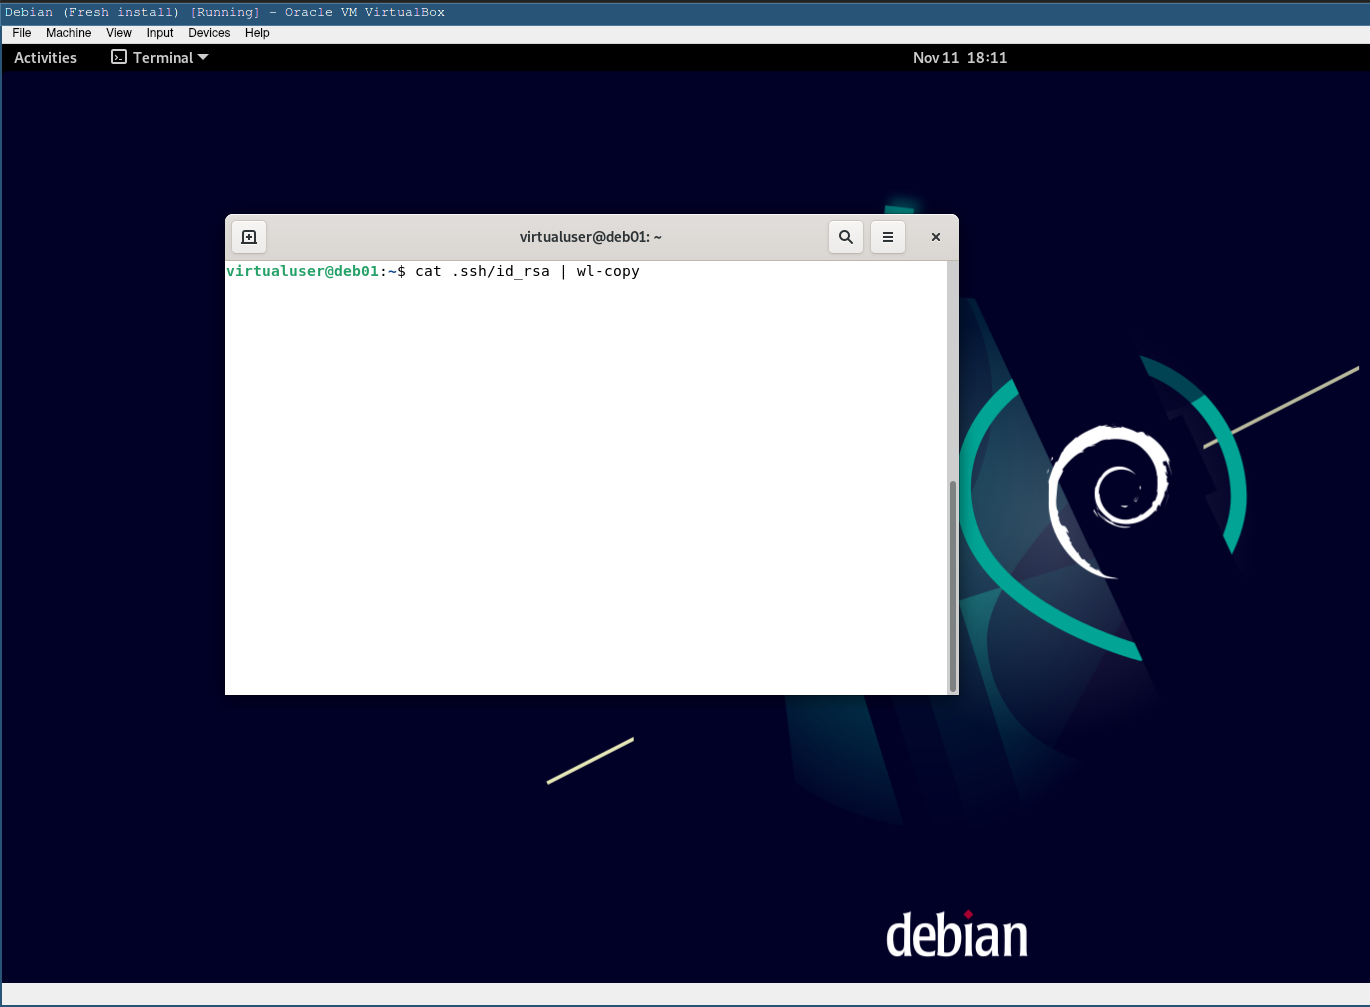 Debian (Fresh install) [Running] - Oracle VM VirtualBox
File Machine View Input Devices Help
Activities Terminal Nov 11 18:11
virtualuser@deb01: ~
virtualuser@deb01:~$ cat .ssh/id_rsa | wl-copy
debian